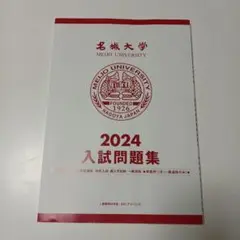 名城大学
MEIJO UNIVERSITY
MEIJO UNIVERSITY
FOUNDED
1926
NAGOYA JAPAN
2024
入試問題集